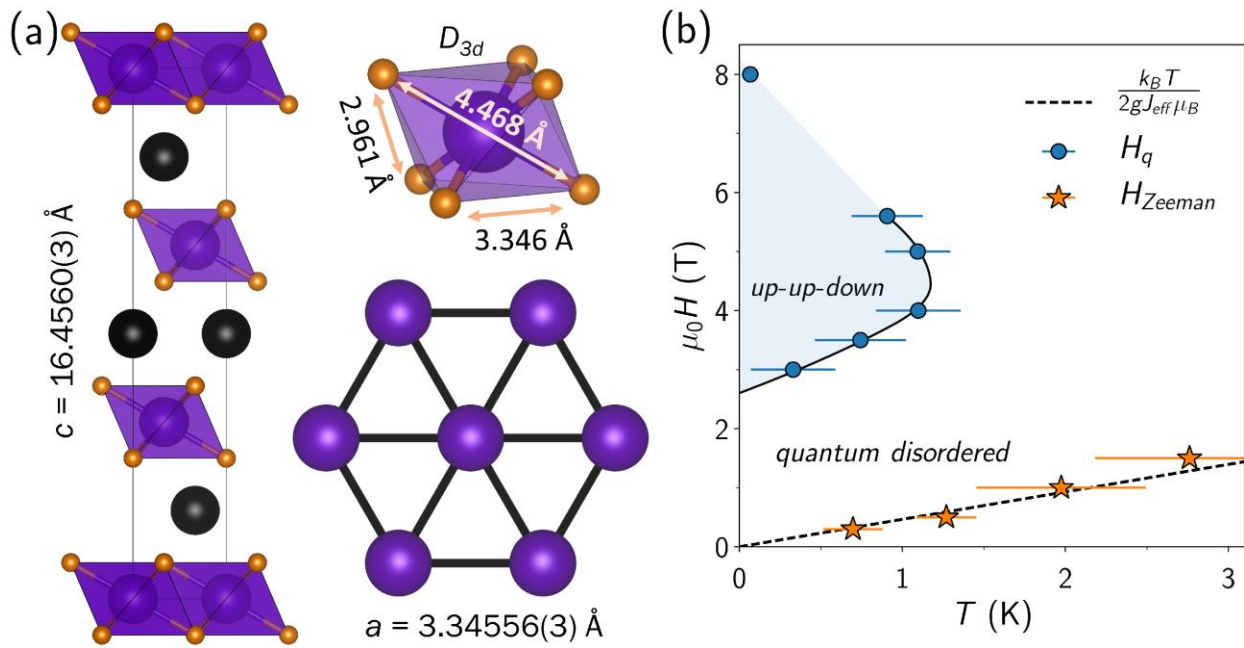 (a)
D3d
2.961 Å
4.468 Å
3.346 Å
c = 16.4560(3) Å
a = 3.34556(3) Å
(b)
μ0H (T)
8
6
4
2
0
kBT
2gJeffμB
Hq
HZeeman
up-up-down
quantum disordered
0 1 2 3
T (K)